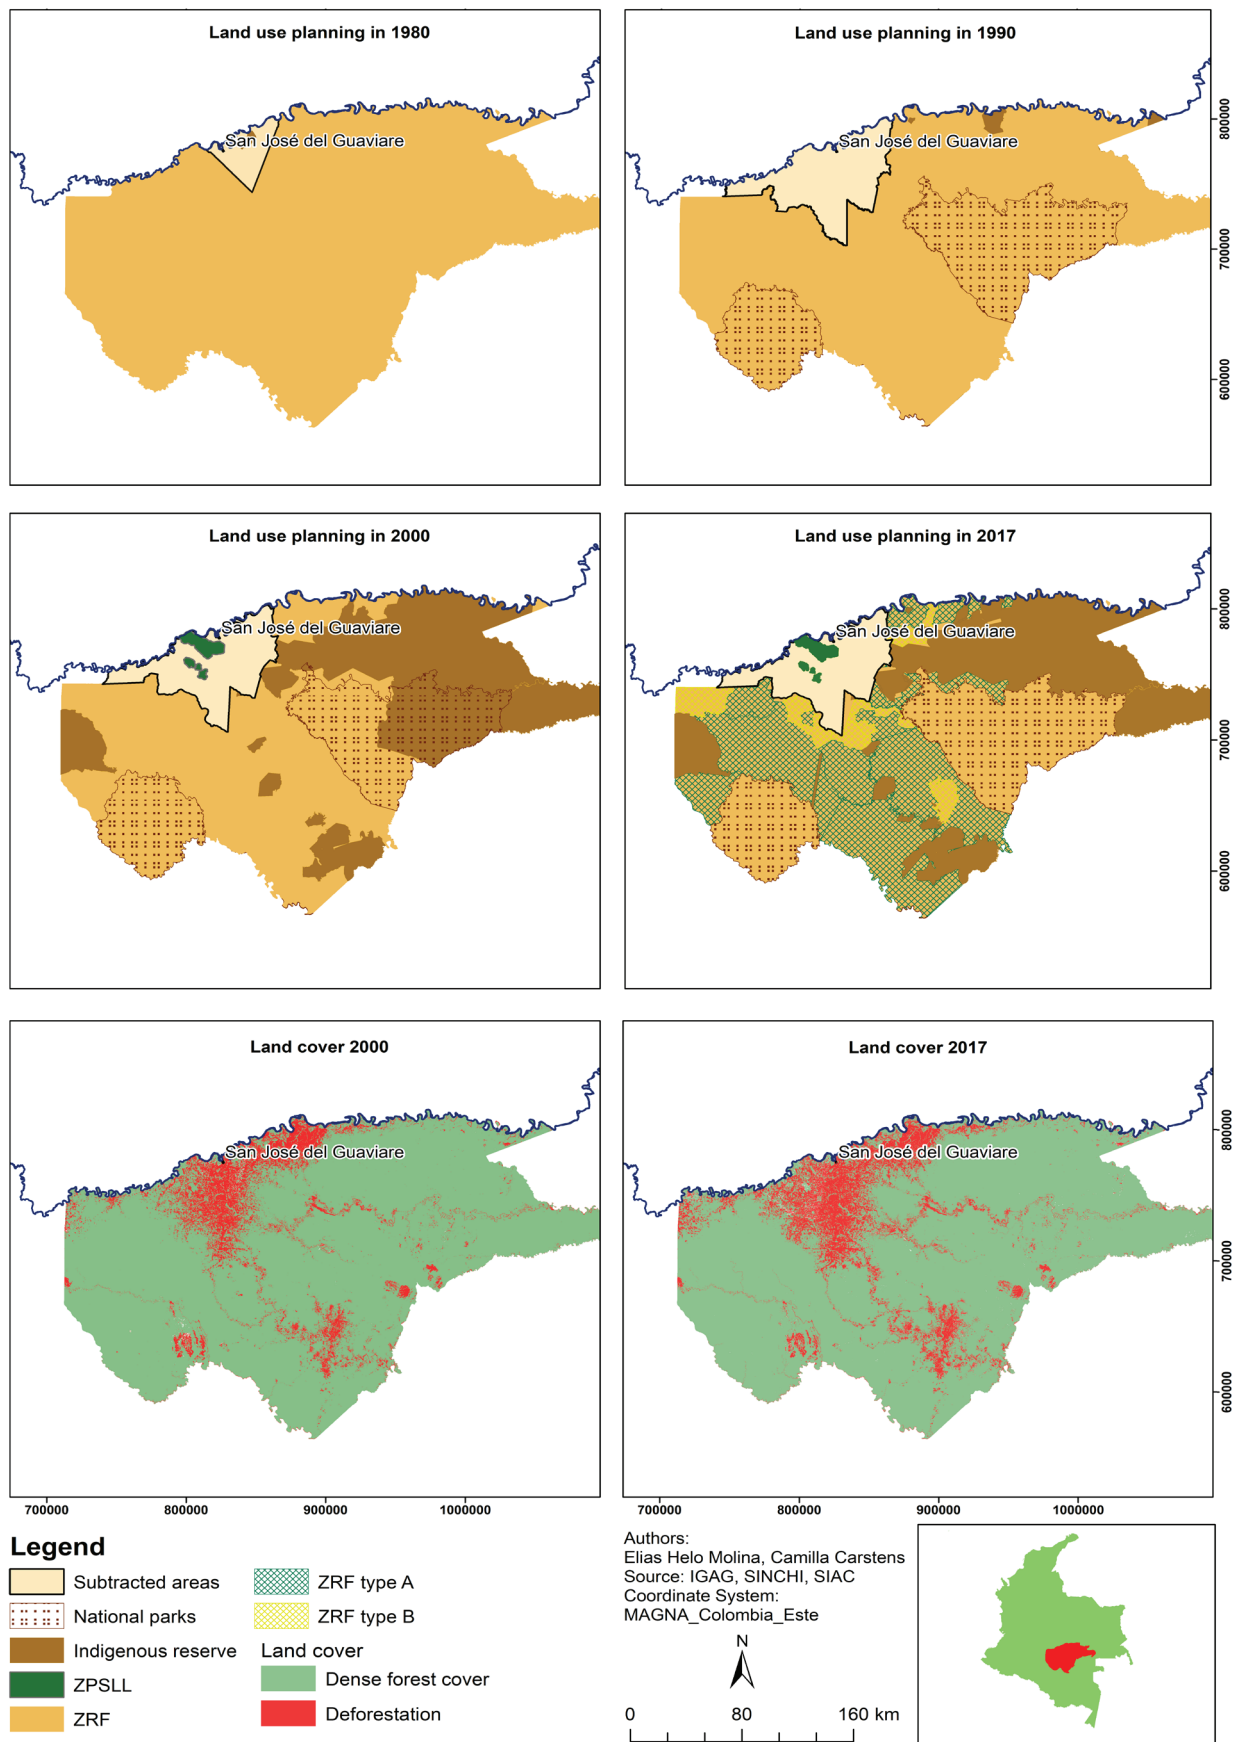 Land use planning in 1980
San José del Guaviare
Land use planning in 1990
San José del Guaviare
800000
700000
600000
Land use planning in 2000
San José del Guaviare
Land use planning in 2017
San José del Guaviare
800000
700000
600000
Land cover 2000
San José del Guaviare
Land cover 2017
San José del Guaviare
800000
700000
600000
700000 800000 900000 1000000
700000 800000 900000 1000000
Legend
Subtracted areas
National parks
Indigenous reserve
ZPSLL
ZRF
ZRF type A
ZRF type B
Land cover
Dense forest cover
Deforestation
Authors:
Elias Helo Molina, Camilla Carstens
Source: IGAG, SINCHI, SIAC
Coordinate System:
MAGNA_Colombia_Este
N
0 80 160 km